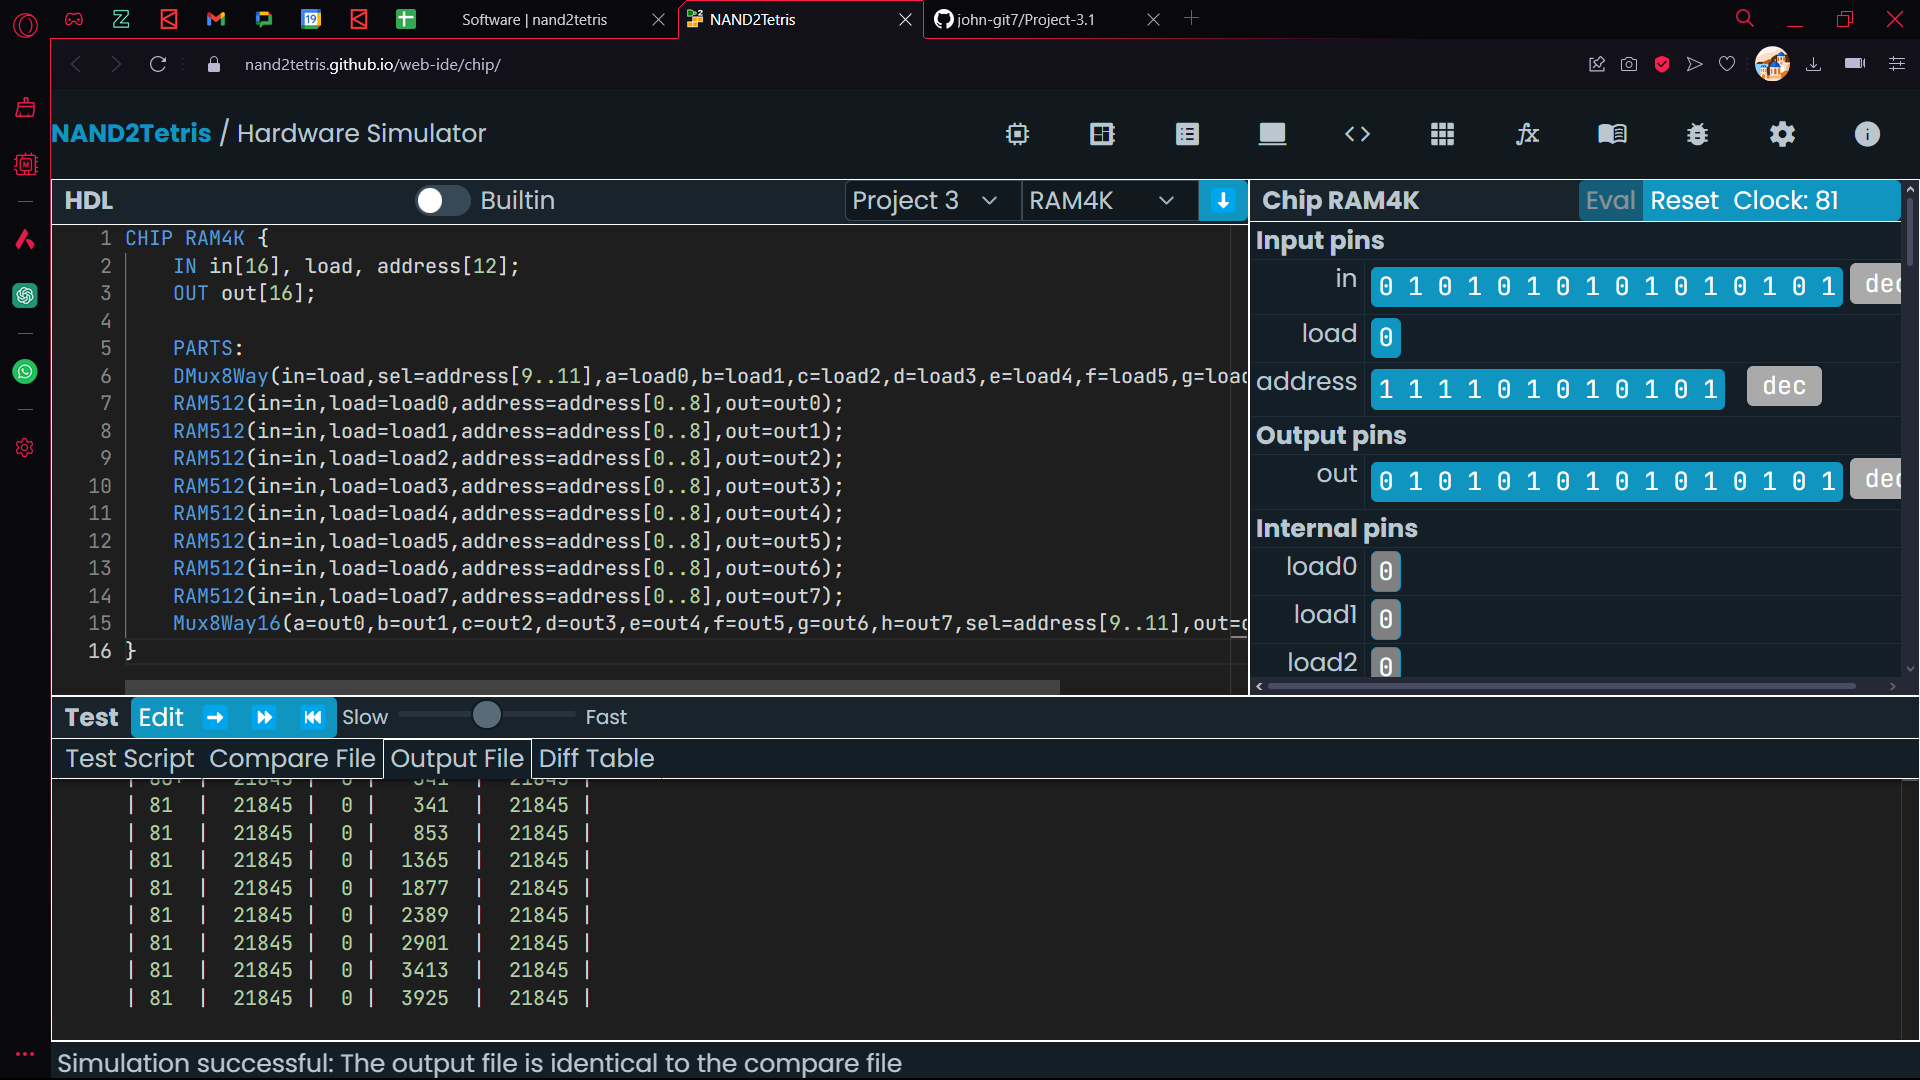 Software | nand2tetris
NAND2Tetris
john-git7/Project-3.1
nand2tetris.github.io/web-ide/chip/
NAND2Tetris / Hardware Simulator
HDL
Builtin
Project 3
RAM4K
1 CHIP RAM4K {
2 IN in[16], load, address[12];
3 OUT out[16];
4
5 PARTS:
6 DMux8Way(in=load,sel=address[9..11],a=load0,b=load1,c=load2,d=load3,e=load4,f=load5,g=load
7 RAM512(in=in,load=load0,address=address[0..8],out=out0);
8 RAM512(in=in,load=load1,address=address[0..8],out=out1);
9 RAM512(in=in,load=load2,address=address[0..8],out=out2);
10 RAM512(in=in,load=load3,address=address[0..8],out=out3);
11 RAM512(in=in,load=load4,address=address[0..8],out=out4);
12 RAM512(in=in,load=load5,address=address[0..8],out=out5);
13 RAM512(in=in,load=load6,address=address[0..8],out=out6);
14 RAM512(in=in,load=load7,address=address[0..8],out=out7);
15 Mux8Way16(a=out0,b=out1,c=out2,d=out3,e=out4,f=out5,g=out6,h=out7,sel=address[9..11],out=o
16 }
Chip RAM4K
Eval Reset Clock: 81
Input pins
in 0 1 0 1 0 1 0 1 0 1 0 1 0 1 0 1 dec
load 0
address 1 1 1 1 0 1 0 1 0 1 0 1 dec
Output pins
out 0 1 0 1 0 1 0 1 0 1 0 1 0 1 0 1 dec
Internal pins
load0 0
load1 0
load2 0
Test Edit Slow Fast
Test Script Compare File Output File Diff Table
| 80+ | 21845 | 0 | 341 | 21845 |
| 81 | 21845 | 0 | 341 | 21845 |
| 81 | 21845 | 0 | 853 | 21845 |
| 81 | 21845 | 0 | 1365 | 21845 |
| 81 | 21845 | 0 | 1877 | 21845 |
| 81 | 21845 | 0 | 2389 | 21845 |
| 81 | 21845 | 0 | 2901 | 21845 |
| 81 | 21845 | 0 | 3413 | 21845 |
| 81 | 21845 | 0 | 3925 | 21845 |
Simulation successful: The output file is identical to the compare file